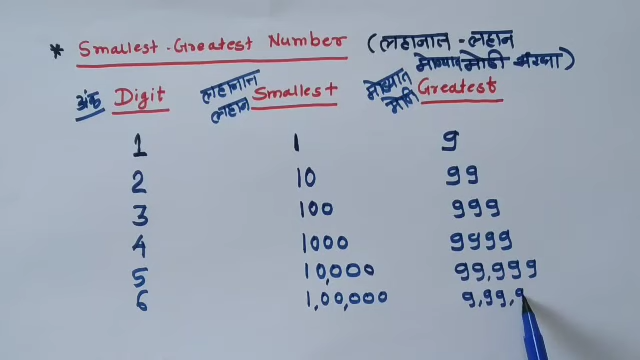 * Smallest-Greatest Number (लहानात-लहान
मोठ्यात मोठी संख्या)
अंक Digit लहानात लहान Smallest मोठ्यात मोठी Greatest
1 1 9
2 10 99
3 100 999
4 1000 9999
5 10,000 99,999
6 1,00,000 9,99,9